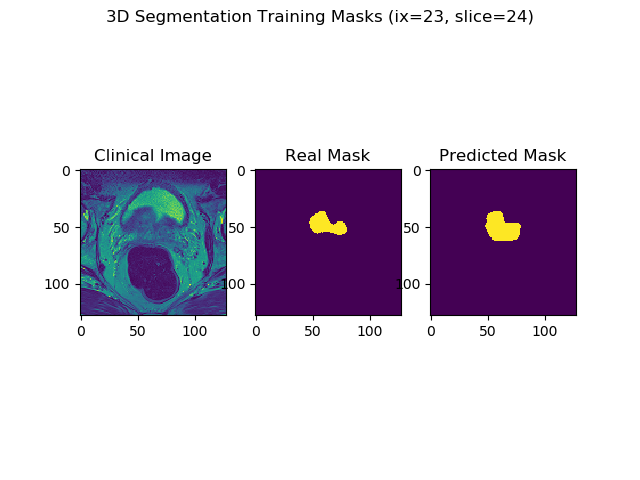 3D Segmentation Training Masks (ix=23, slice=24)
Clinical Image Real Mask Predicted Mask
0 0 0
50 50 50
100 100 100
0 50 100 0 50 100 0 50 100